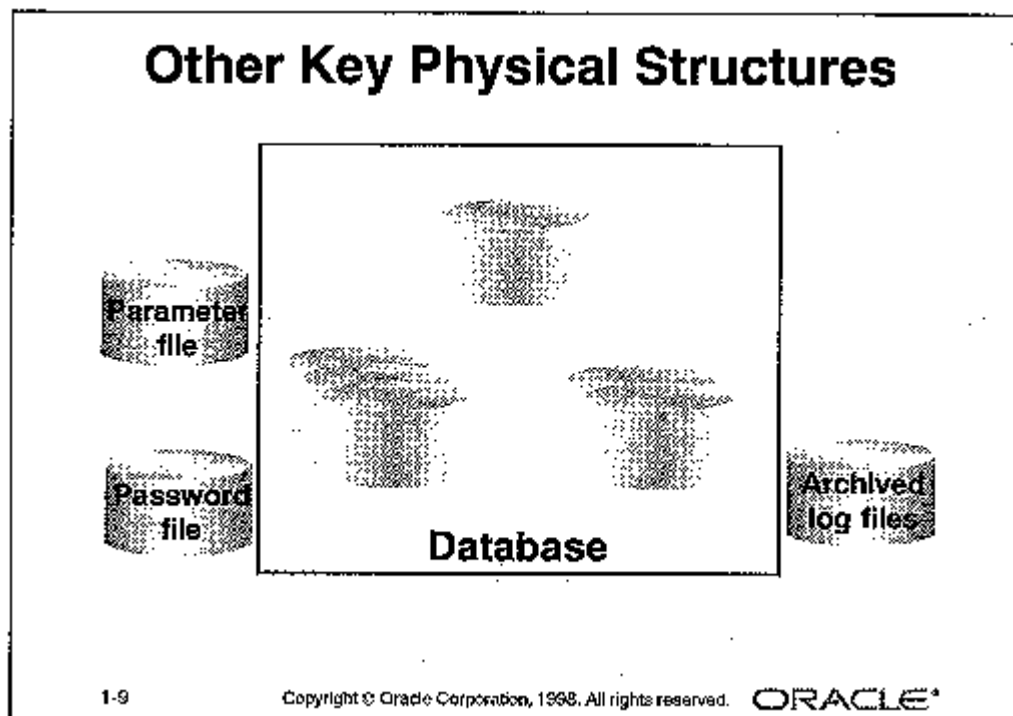 Other Key Physical Structures
Parameter
file
Password
file
Archived
log files
Database
1-9
Copyright © Oracle Corporation, 1998. All rights reserved.
ORACLE®